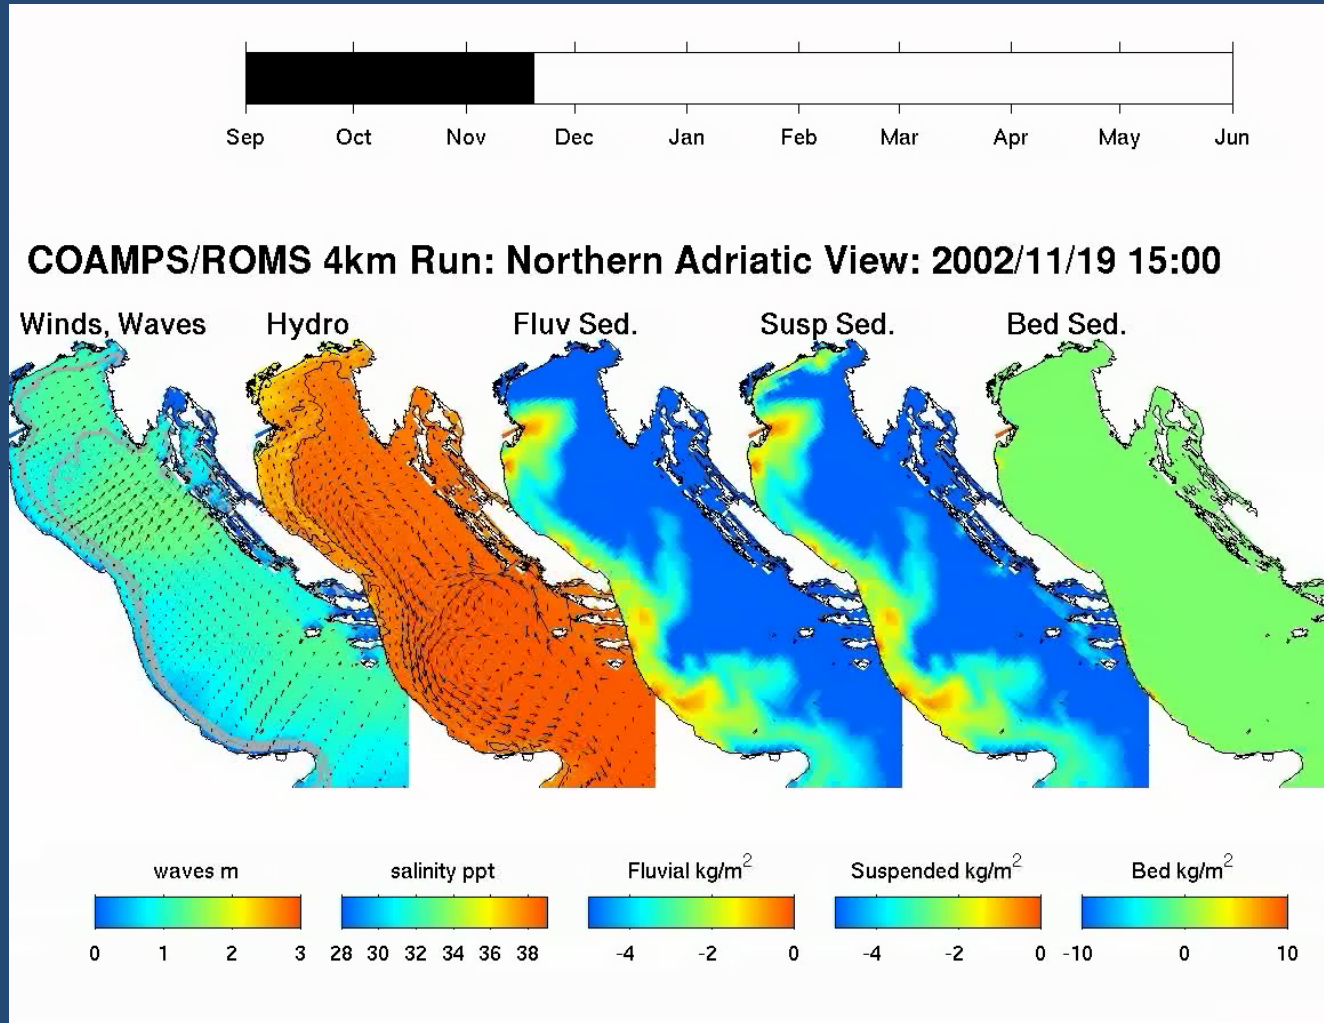 Sep Oct Nov Dec Jan Feb Mar Apr May Jun
COAMPS/ROMS 4km Run: Northern Adriatic View: 2002/11/19 15:00
Winds, Waves Hydro Fluv Sed. Susp Sed. Bed Sed.
waves m salinity ppt Fluvial kg/m² Suspended kg/m² Bed kg/m²
0 1 2 3 28 30 32 34 36 38 -4 -2 0 -4 -2 0 -10 0 10